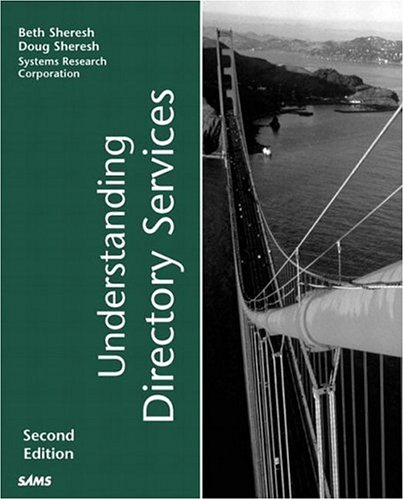 Beth Sheresh
Doug Sheresh
Systems Research
Corporation
Understanding
Directory Services
Second
Edition
SAMS